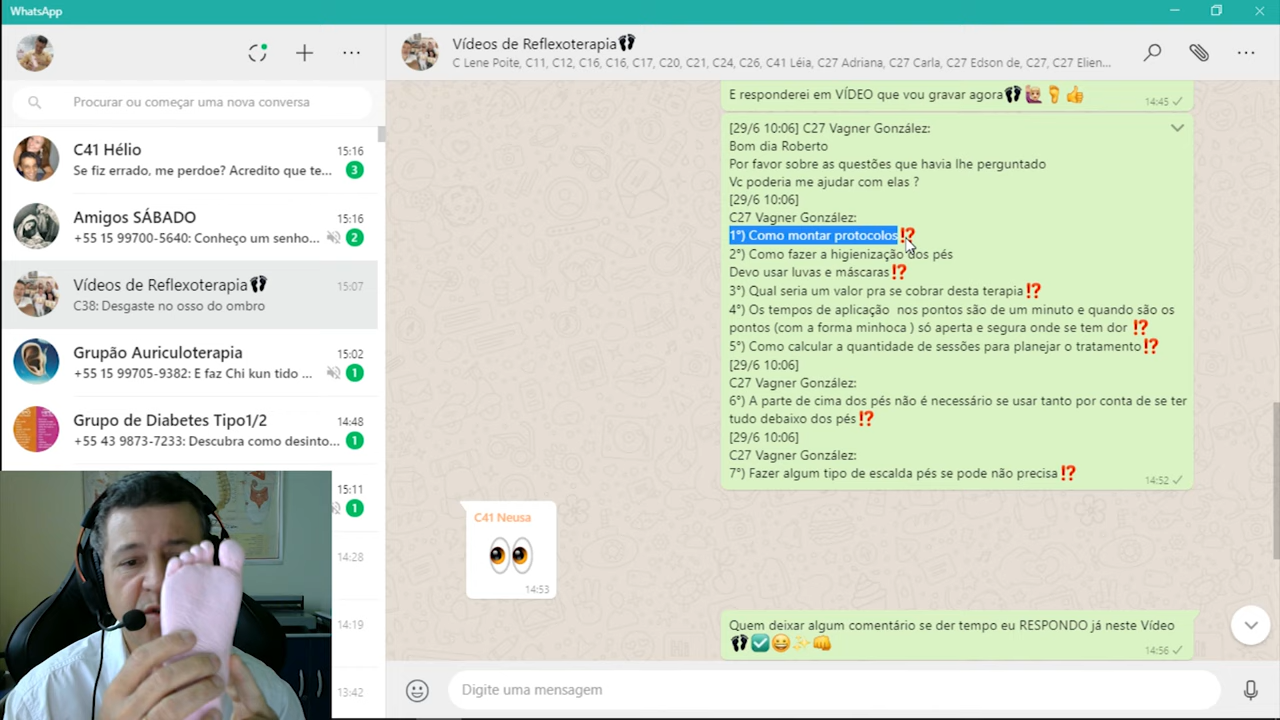 WhatsApp
Procurar ou começar uma nova conversa
C41 Hélio
15:16
Se fiz errado, me perdoe? Acredito que te...
3
Amigos SÁBADO
15:16
+55 15 99700-5640: Conheço um senho...
2
Vídeos de Reflexoterapia👣
15:07
C38: Desgaste no osso do ombro
Grupão Auriculoterapia
15:02
+55 15 99705-9382: E faz Chi kun tido ...
1
Grupo de Diabetes Tipo1/2
14:48
+55 43 9873-7233: Descubra como desinto...
1
15:11
1
14:28
14:19
13:42
Vídeos de Reflexoterapia👣
C Lene Poite, C11, C12, C16, C16, C17, C20, C21, C24, C26, C41 Léia, C27 Adriana, C27 Carla, C27 Edson de, C27, C27 Elien...
E responderei em VÍDEO que vou gravar agora👣🙋🏼‍♀️🦶👍
14:45
[29/6 10:06] C27 Vagner González:
Bom dia Roberto
Por favor sobre as questões que havia lhe perguntado
Vc poderia me ajudar com elas ?
[29/6 10:06]
C27 Vagner González:
1°) Como montar protocolos⁉️
2°) Como fazer a higienização dos pés
Devo usar luvas e máscaras⁉️
3°) Qual seria um valor pra se cobrar desta terapia⁉️
4°) Os tempos de aplicação nos pontos são de um minuto e quando são os
pontos (com a forma minhoca ) só aperta e segura onde se tem dor ⁉️
5°) Como calcular a quantidade de sessões para planejar o tratamento⁉️
[29/6 10:06]
C27 Vagner González:
6°) A parte de cima dos pés não é necessário se usar tanto por conta de se ter
tudo debaixo dos pés⁉️
[29/6 10:06]
C27 Vagner González:
7°) Fazer algum tipo de escalda pés se pode não precisa⁉️
14:52
C41 Neusa
👀
14:53
Quem deixar algum comentário se der tempo eu RESPONDO já neste Vídeo
👣☑️😀✨👊
14:56
Digite uma mensagem